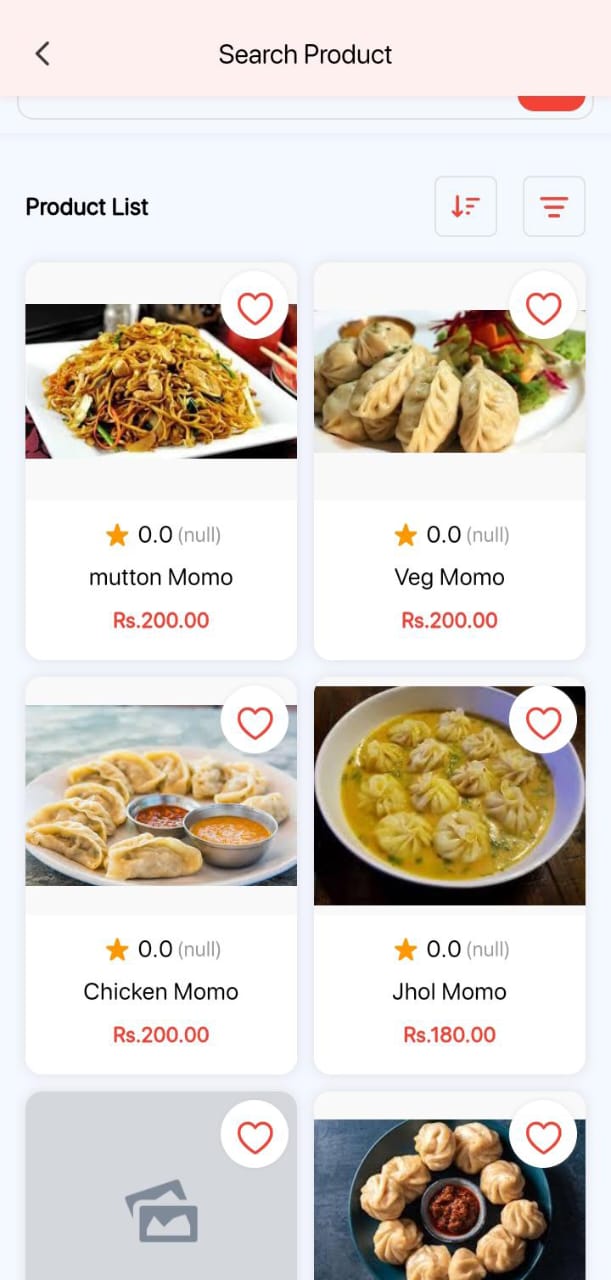 Search Product
Product List
0.0 (null)
mutton Momo
Rs.200.00
0.0 (null)
Veg Momo
Rs.200.00
0.0 (null)
Chicken Momo
Rs.200.00
0.0 (null)
Jhol Momo
Rs.180.00